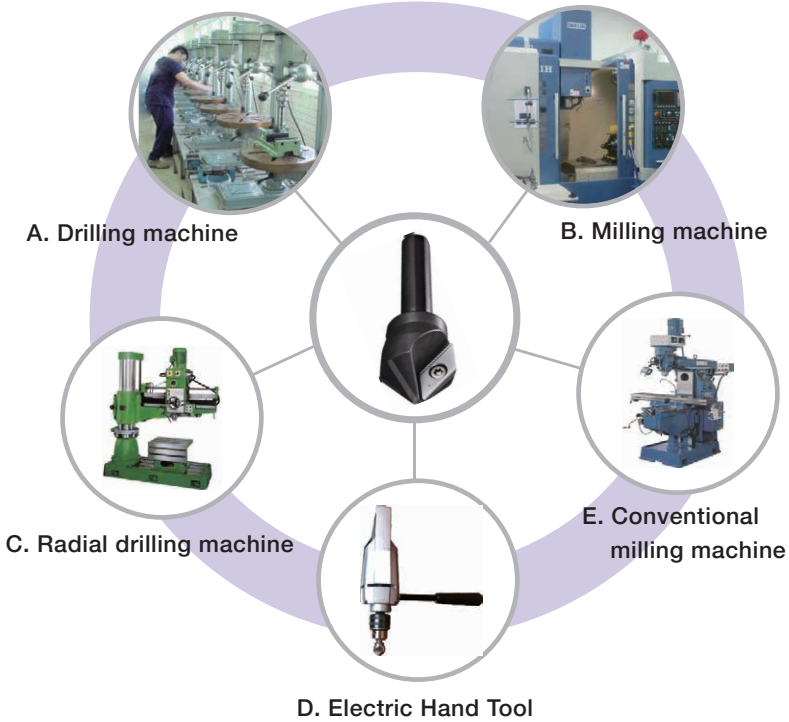 A. Drilling machine
B. Milling machine
C. Radial drilling machine
E. Conventional
milling machine
D. Electric Hand Tool